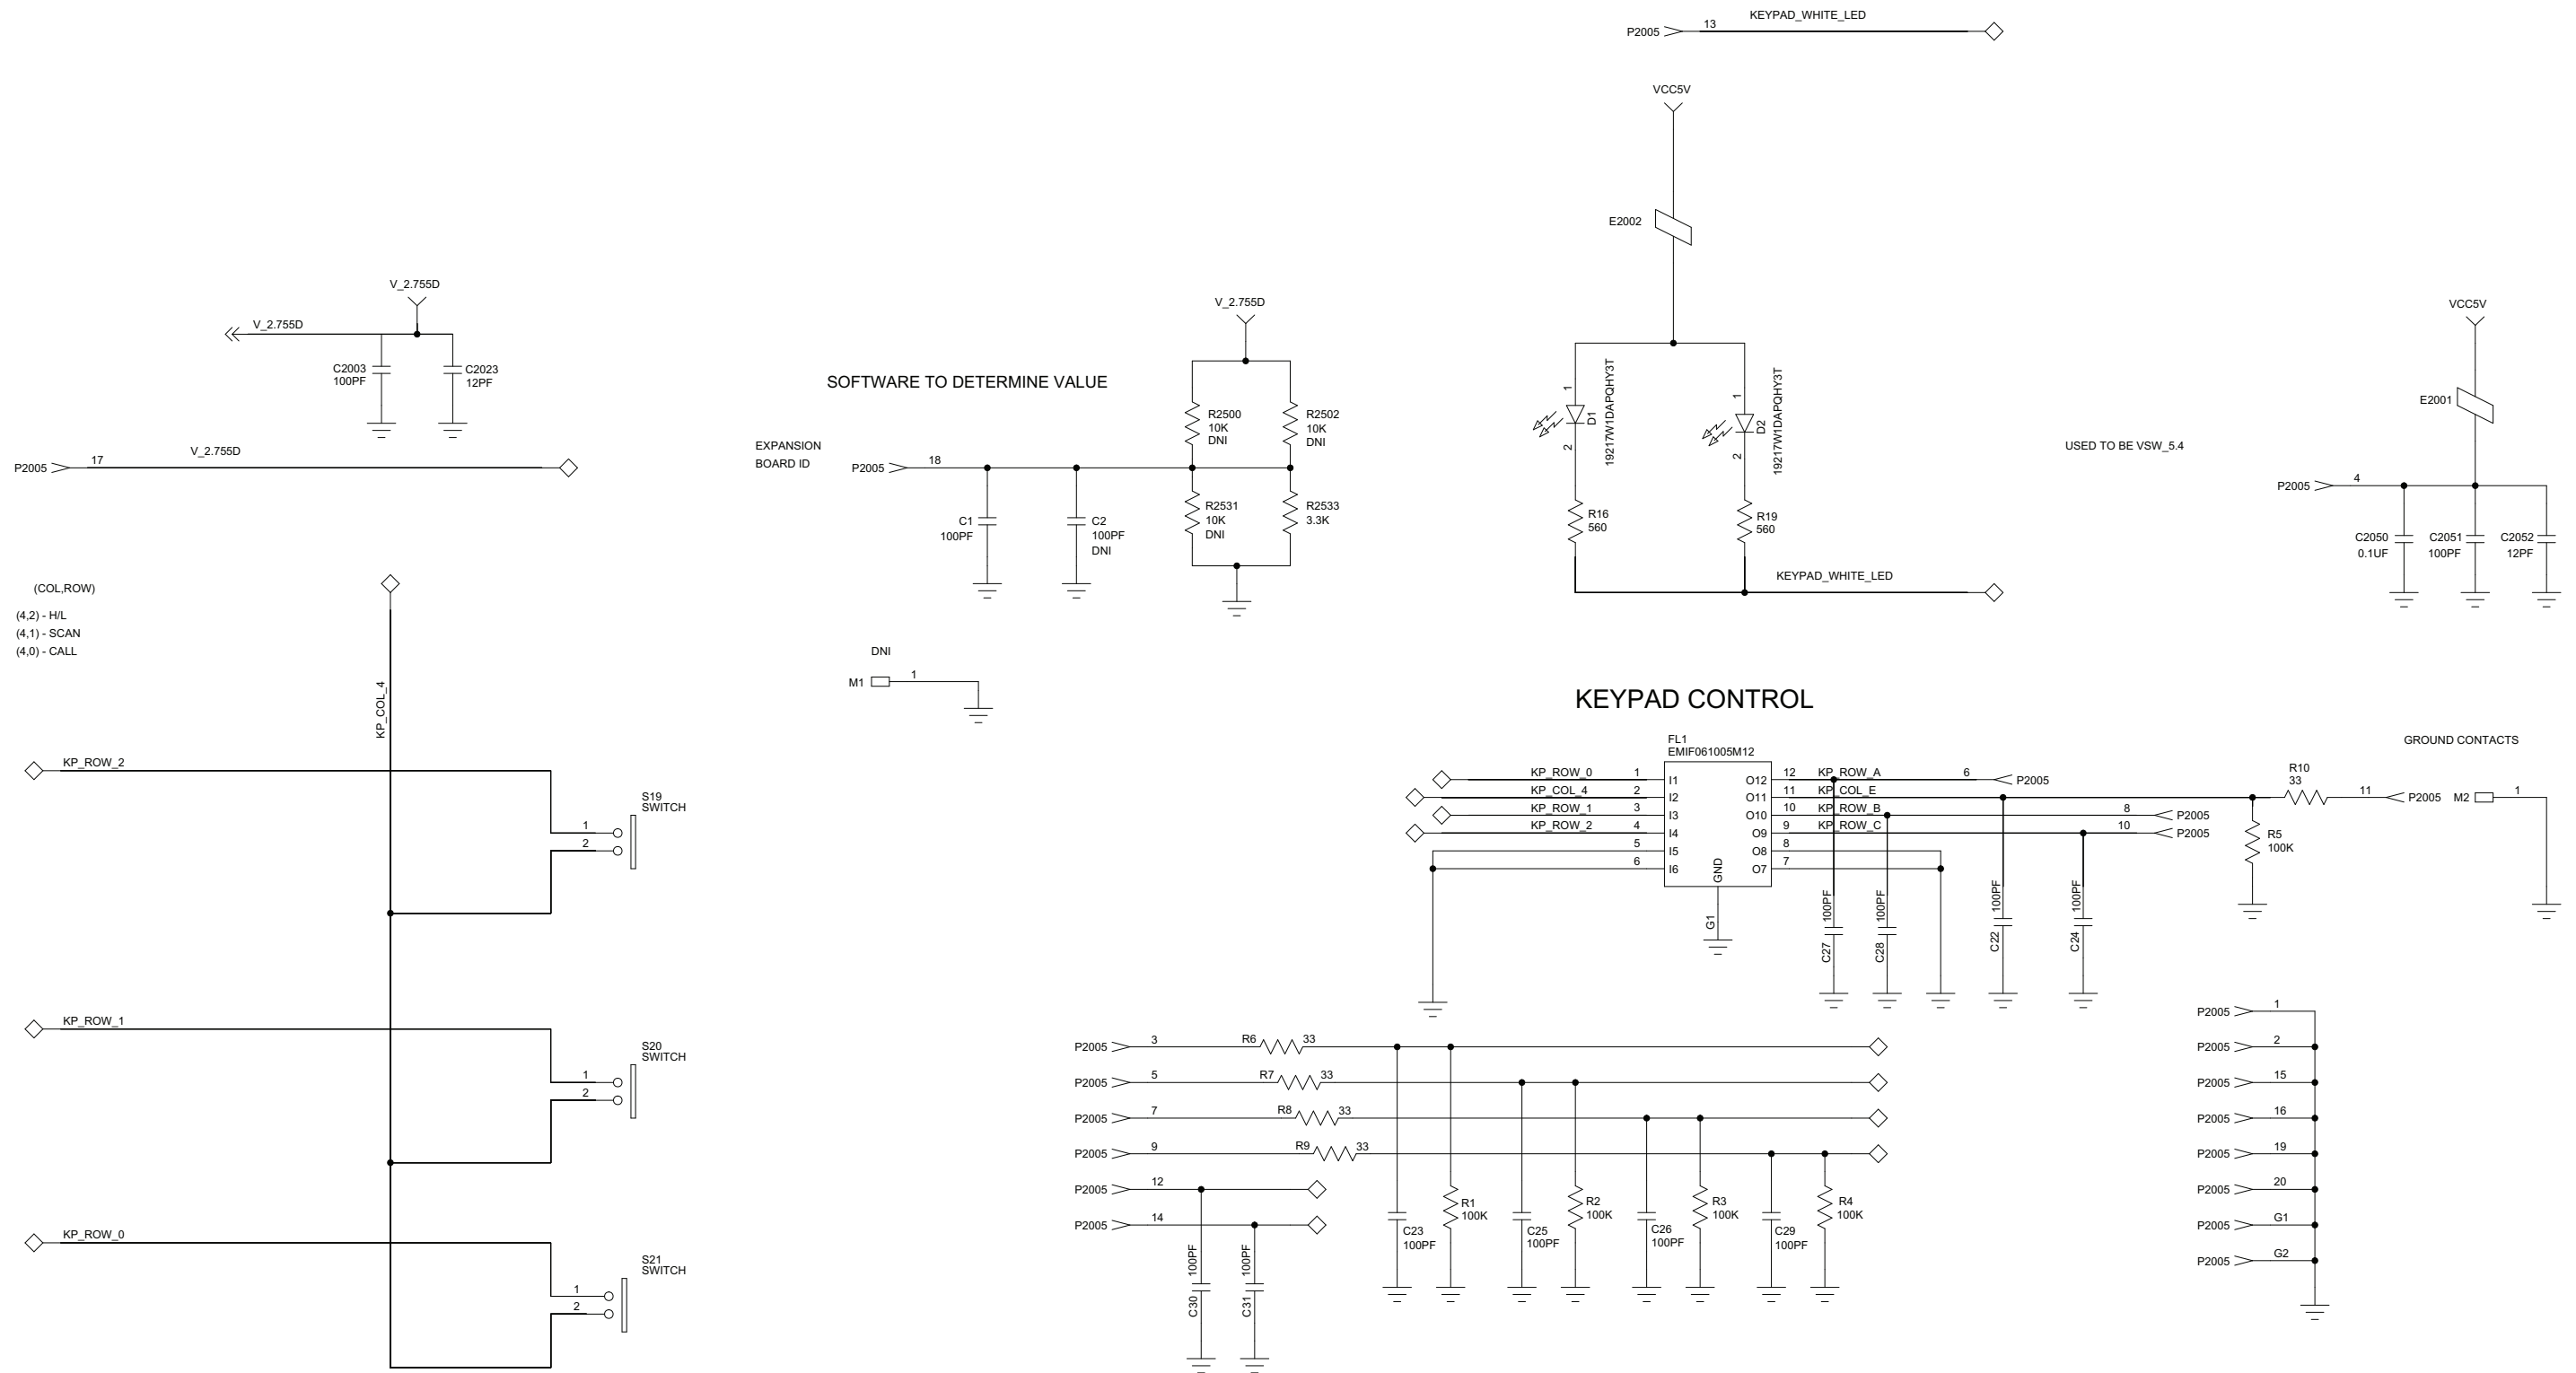 KEYPAD_WHITE_LED
P2005 13
VCC5V
E2002
V_2.755D
V_2.755D
C2003
100PF
C2023
12PF
P2005 17 V_2.755D
SOFTWARE TO DETERMINE VALUE
V_2.755D
R2500
10K
DNI
R2502
10K
DNI
EXPANSION
BOARD ID
P2005 18
C1
100PF
C2
100PF
DNI
R2531
10K
DNI
R2533
3.3K
1
D1
2
19217W1DAPQHY3T
1
D2
2
19217W1DAPQHY3T
R16
560
R19
560
KEYPAD_WHITE_LED
VCC5V
E2001
USED TO BE VSW_5.4
P2005 4
C2050
0.1UF
C2051
100PF
C2052
12PF
(COL,ROW)
(4,2) - H/L
(4,1) - SCAN
(4,0) - CALL
KP_COL_4
DNI
M1 1
KP_ROW_2
S19
SWITCH
1
2
KP_ROW_1
S20
SWITCH
1
2
KP_ROW_0
S21
SWITCH
1
2
KEYPAD CONTROL
FL1
EMIF061005M12
KP_ROW_0 1 I1 O12 12 KP_ROW_A 6 P2005
KP_COL_4 2 I2 O11 11 KP_COL_E
KP_ROW_1 3 I3 O10 10 KP_ROW_B 8 P2005
KP_ROW_2 4 I4 O9 9 KP_ROW_C 10 P2005
5 I5 O8 8
6 I6 O7 7
GND
G1
C27 100PF
C28 100PF
C22 100PF
C24 100PF
R10
33
11 P2005
R5
100K
GROUND CONTACTS
M2 1
P2005 3 R6 33
P2005 5 R7 33
P2005 7 R8 33
P2005 9 R9 33
P2005 12
P2005 14
C30 100PF
C31 100PF
C23
100PF
R1
100K
C25
100PF
R2
100K
C26
100PF
R3
100K
C29
100PF
R4
100K
P2005 1
P2005 2
P2005 15
P2005 16
P2005 19
P2005 20
P2005 G1
P2005 G2